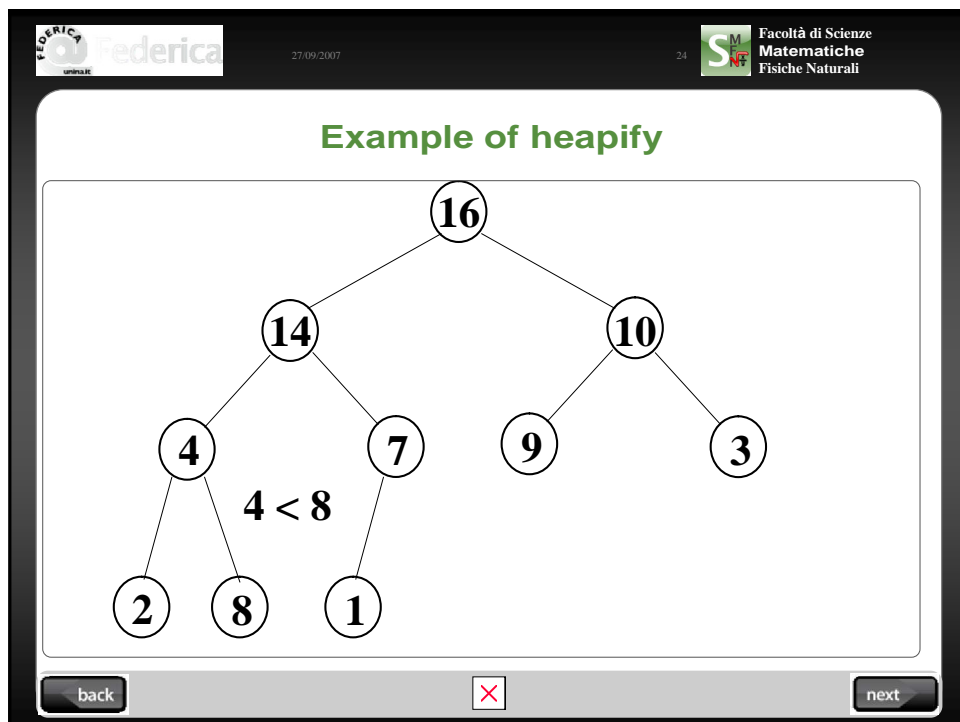 FEDERICA
unina.it
Federica
27/09/2007
24
S
M
F
N
Facoltà di Scienze
Matematiche
Fisiche Naturali
Example of heapify
16
14
10
4
7
9
3
4 < 8
2
8
1
back
next